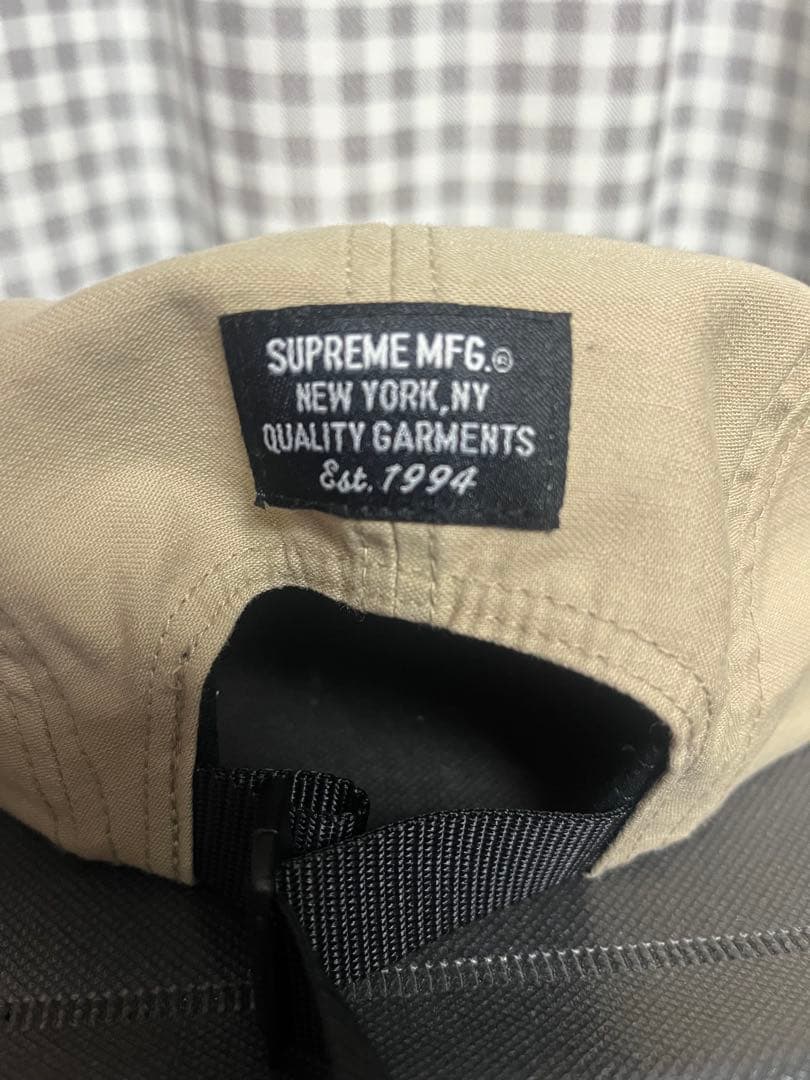 SUPREME MFG.®
NEW YORK,NY
QUALITY GARMENTS
Est. 1994